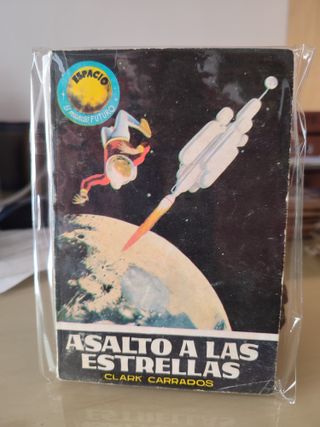 ESPACIO
EL MUNDO FUTURO
ASALTO A LAS
ESTRELLAS
CLARK CARRADOS